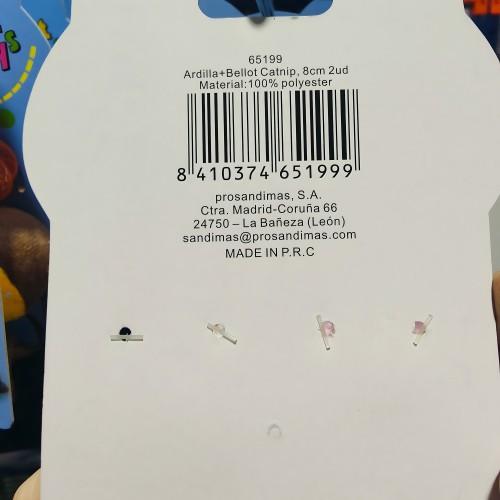 65199
Ardilla+Bellot Catnip, 8cm 2ud
Material:100% polyester
8 410374 651999
prosandimas, S.A.
Ctra. Madrid-Coruña 66
24750 – La Bañeza (León)
sandimas@prosandimas.com
MADE IN P.R.C